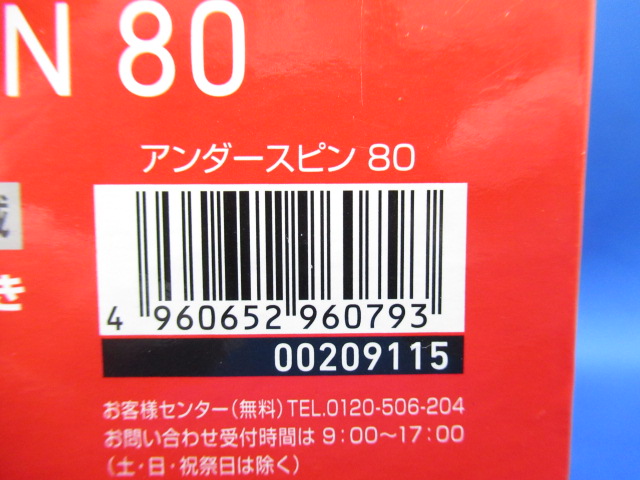 N 80
アンダースピン 80
き
4 960652 960793
00209115
お客様センター(無料)TEL.0120-506-204
お問い合わせ受付時間は 9:00~17:00
(土・日・祝祭日は除く)